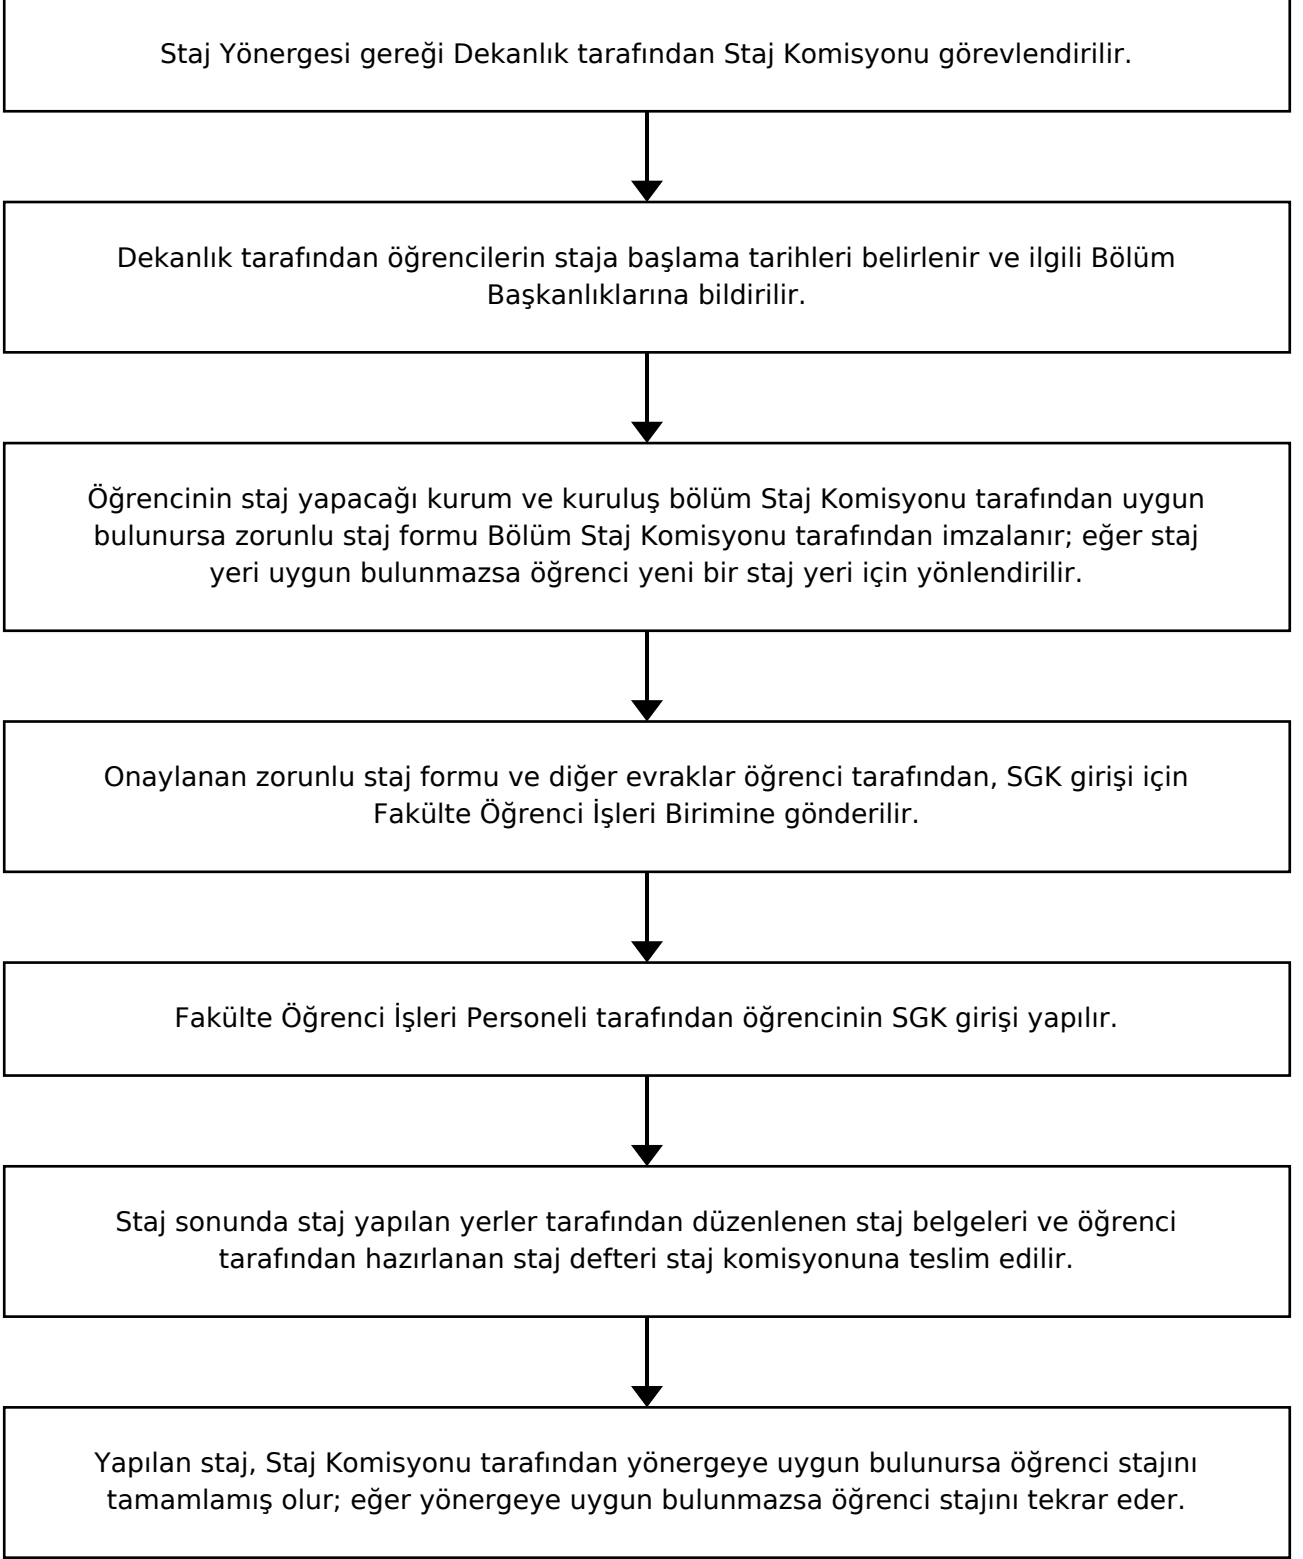 Staj Yönergesi gereği Dekanlık tarafından Staj Komisyonu görevlendirilir.
Dekanlık tarafından öğrencilerin staja başlama tarihleri belirlenir ve ilgili Bölüm
Başkanlıklarına bildirilir.
Öğrencinin staj yapacağı kurum ve kuruluş bölüm Staj Komisyonu tarafından uygun
bulunursa zorunlu staj formu Bölüm Staj Komisyonu tarafından imzalanır; eğer staj
yeri uygun bulunmazsa öğrenci yeni bir staj yeri için yönlendirilir.
Onaylanan zorunlu staj formu ve diğer evraklar öğrenci tarafından, SGK girişi için
Fakülte Öğrenci İşleri Birimine gönderilir.
Fakülte Öğrenci İşleri Personeli tarafından öğrencinin SGK girişi yapılır.
Staj sonunda staj yapılan yerler tarafından düzenlenen staj belgeleri ve öğrenci
tarafından hazırlanan staj defteri staj komisyonuna teslim edilir.
Yapılan staj, Staj Komisyonu tarafından yönergeye uygun bulunursa öğrenci stajını
tamamlamış olur; eğer yönergeye uygun bulunmazsa öğrenci stajını tekrar eder.